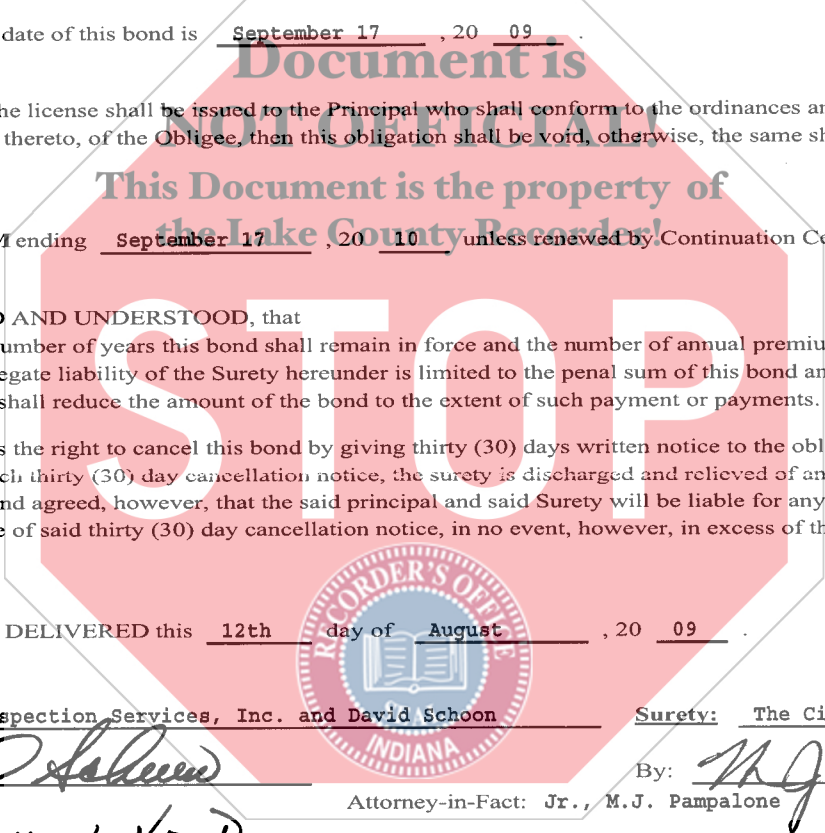 date of this bond is September 17 , 20 09 .
Document is
he license shall be issued to the Principal who shall conform to the ordinances an
NOT OFFICIAL!
thereto, of the Obligee, then this obligation shall be void, otherwise, the same sh
This Document is the property of
the Lake County Recorder!
M ending September 17 , 20 10 unless renewed by Continuation Ce
D AND UNDERSTOOD, that
STOP
umber of years this bond shall remain in force and the number of annual premiu
egate liability of the Surety hereunder is limited to the penal sum of this bond an
shall reduce the amount of the bond to the extent of such payment or payments.
s the right to cancel this bond by giving thirty (30) days written notice to the obl
ch thirty (30) day cancellation notice, the surety is discharged and relieved of an
nd agreed, however, that the said principal and said Surety will be liable for any
e of said thirty (30) day cancellation notice, in no event, however, in excess of th
RECORDER'S OFFICE
DELIVERED this 12th day of August , 20 09 .
SEAL
INDIANA
spection Services, Inc. and David Schoon Surety: The Ci
By:
Attorney-in-Fact: Jr., M.J. Pampalone